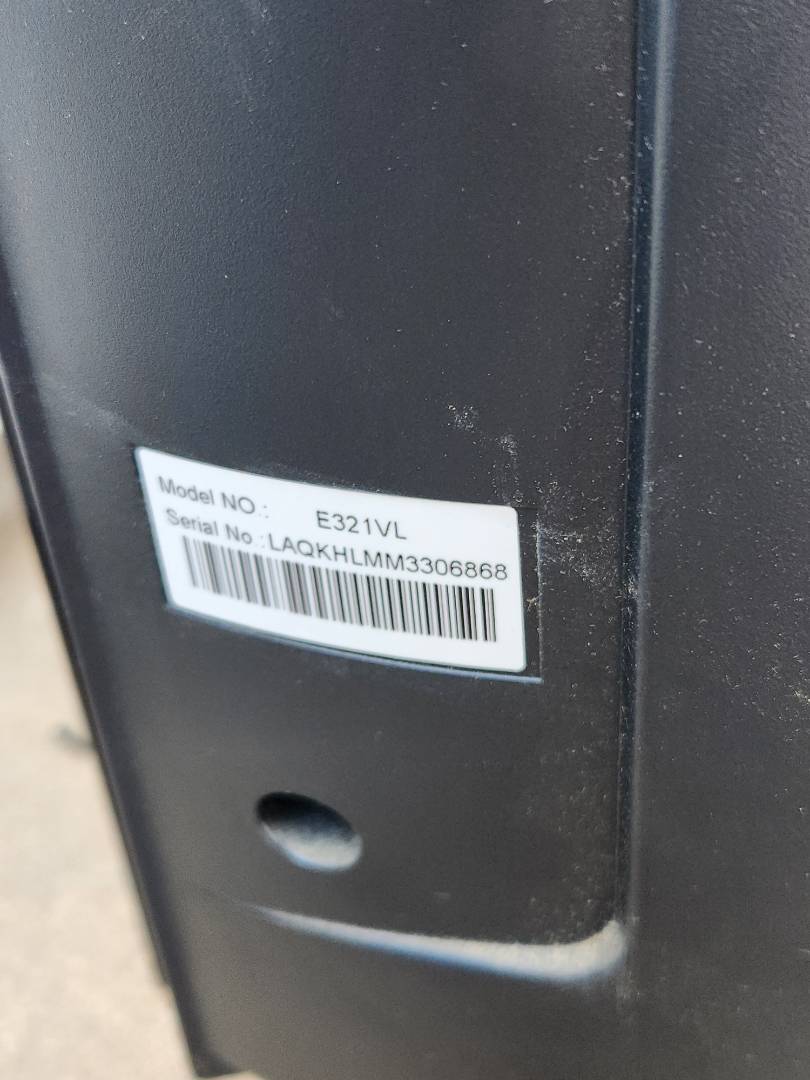 Model NO.: E321VL
Serial No.:LAQKHLMM3306868